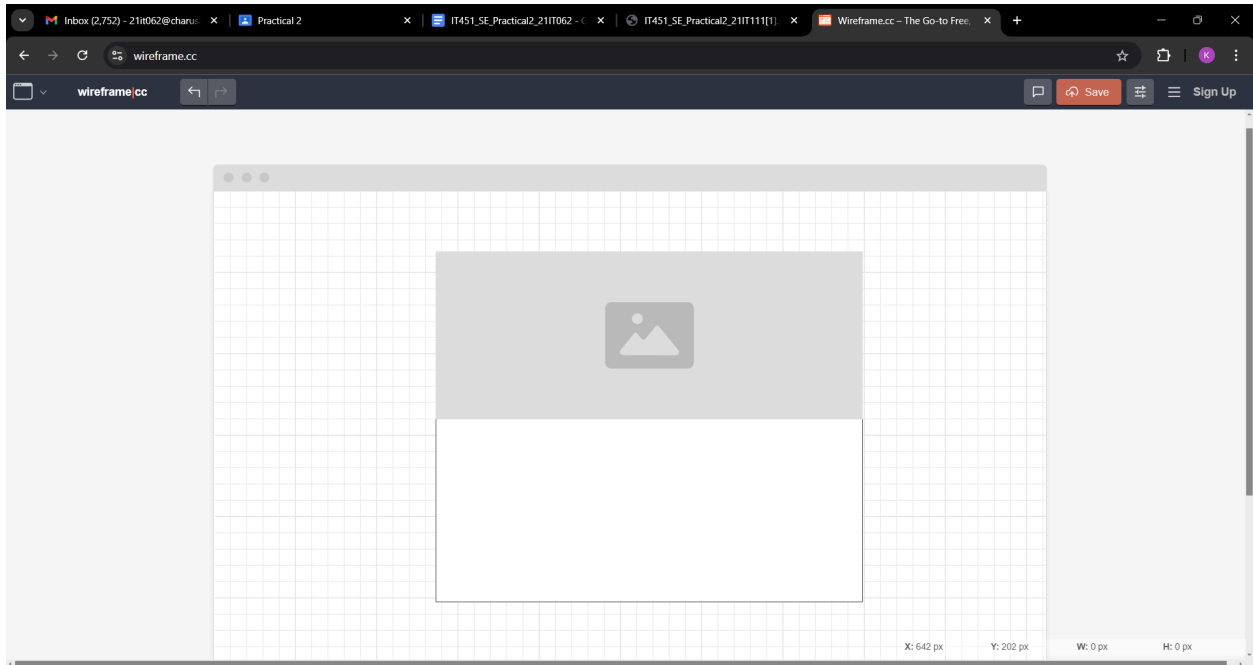 Inbox (2,752) - 21it062@charus
Practical 2
IT451_SE_Practical2_21IT062 - G
IT451_SE_Practical2_21IT111[1].
Wireframe.cc – The Go-to Free,
wireframe.cc
K
wireframe|cc
Save
Sign Up
X: 642 px Y: 202 px W: 0 px H: 0 px